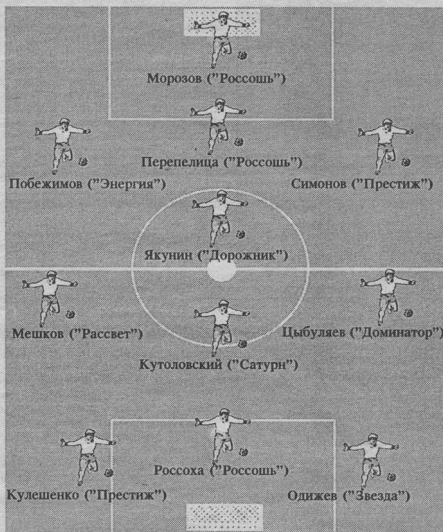 Морозов ("Россошь")
Перепелица ("Россошь")
Побежимов ("Энергия")
Симонов ("Престиж")
Якунин ("Дорожник")
Мешков ("Рассвет")
Цыбуляев ("Доминатор")
Кутоловский ("Сатурн")
Россоха ("Россошь")
Кулешенко ("Престиж")
Одижев ("Звезда")